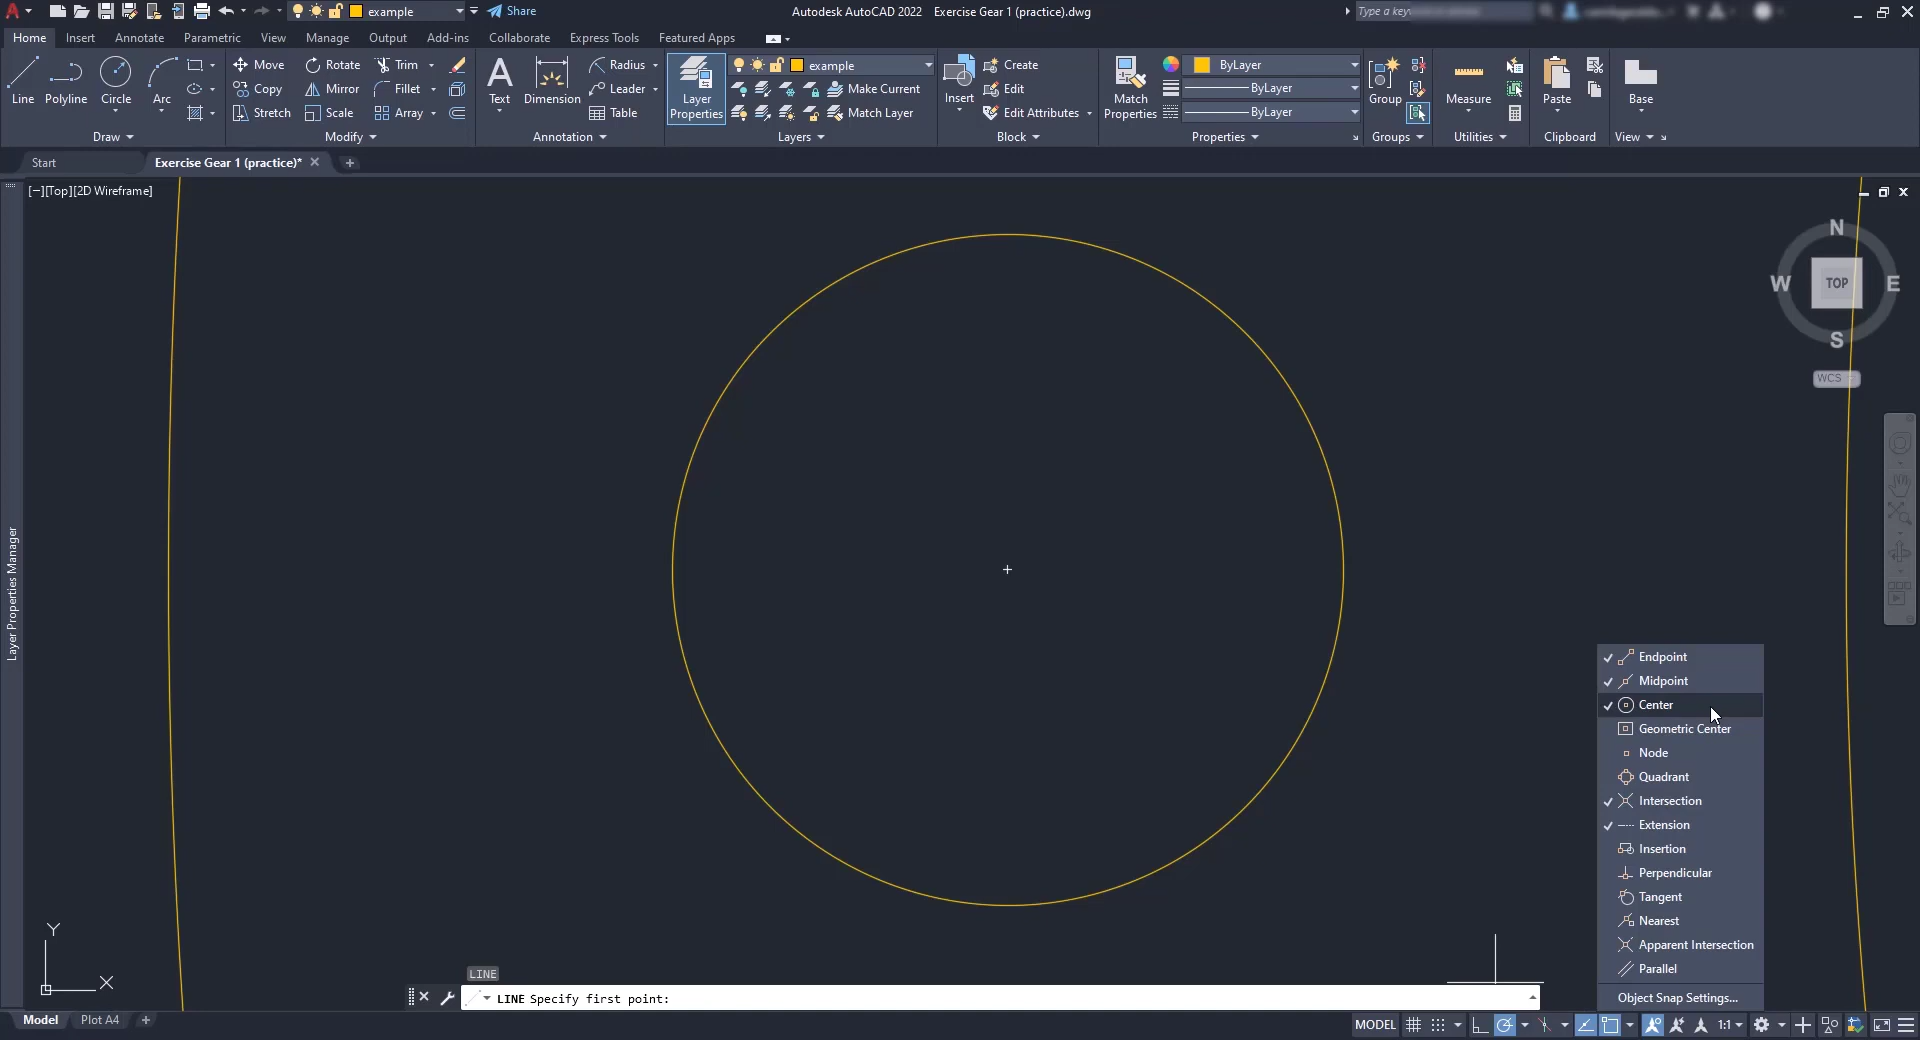 example
Share
Autodesk AutoCAD 2022 Exercise Gear 1 (practice).dwg
Type a key
Home Insert Annotate Parametric View Manage Output Add-ins Collaborate Express Tools Featured Apps
Line Polyline Circle Arc
Move Rotate Trim
Copy Mirror Fillet
Stretch Scale Array
Text Dimension
Radius
Leader
Table
Layer Properties
example
Make Current
Match Layer
Insert
Create
Edit
Edit Attributes
Match Properties
ByLayer
ByLayer
ByLayer
Group
Measure
Paste
Base
Draw Modify Annotation Layers Block Properties Groups Utilities Clipboard View
Start Exercise Gear 1 (practice)*
[−][Top][2D Wireframe]
N
W TOP E
S
WCS
Layer Properties Manager
Endpoint
Midpoint
Center
Geometric Center
Node
Quadrant
Intersection
Extension
Insertion
Perpendicular
Tangent
Nearest
Apparent Intersection
Parallel
Object Snap Settings...
Y
X
LINE
LINE Specify first point:
Model Plot A4
MODEL 1:1